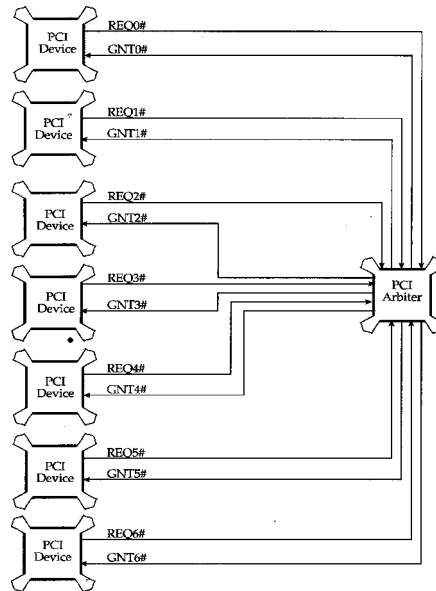 PCI
Device
REQ0#
GNT0#
PCI
Device
REQ1#
GNT1#
PCI
Device
REQ2#
GNT2#
PCI
Device
REQ3#
GNT3#
PCI
Device
REQ4#
GNT4#
PCI
Device
REQ5#
GNT5#
PCI
Device
REQ6#
GNT6#
PCI
Arbiter